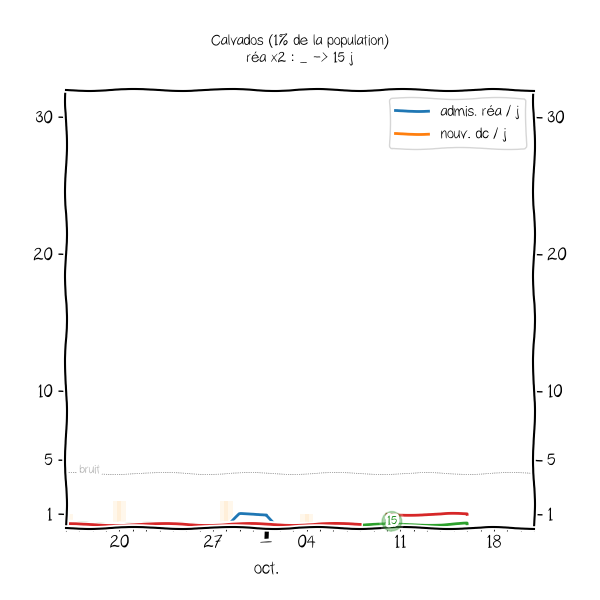 Calvados (1% de la population)
réa x2 : _ -> 15 j
admis. réa / j
nouv. dc / j
30
30
20
20
10
10
5
5
bruit
1
1
15
20
27
04
11
18
oct.